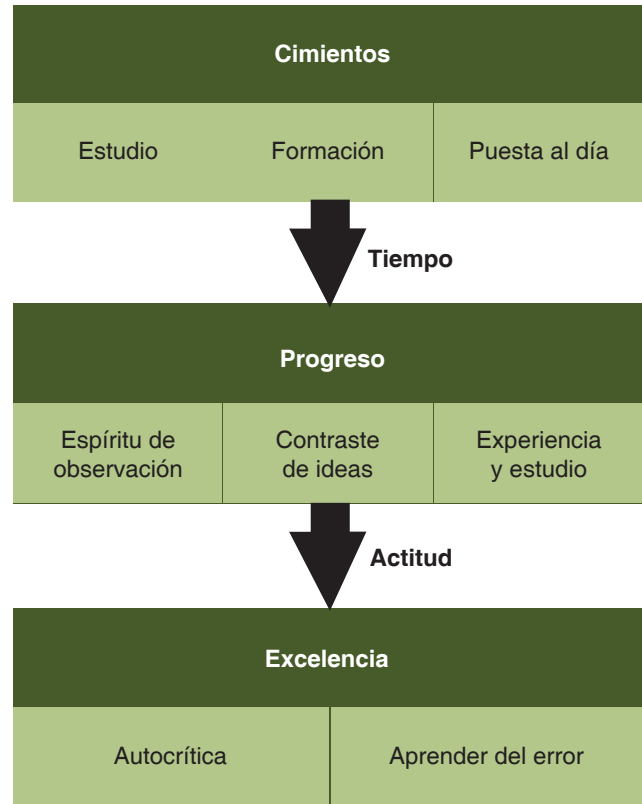 Cimientos
Estudio
Formación
Puesta al día
Tiempo
Progreso
Espíritu de
observación
Contraste
de ideas
Experiencia
y estudio
Actitud
Excelencia
Autocrítica
Aprender del error